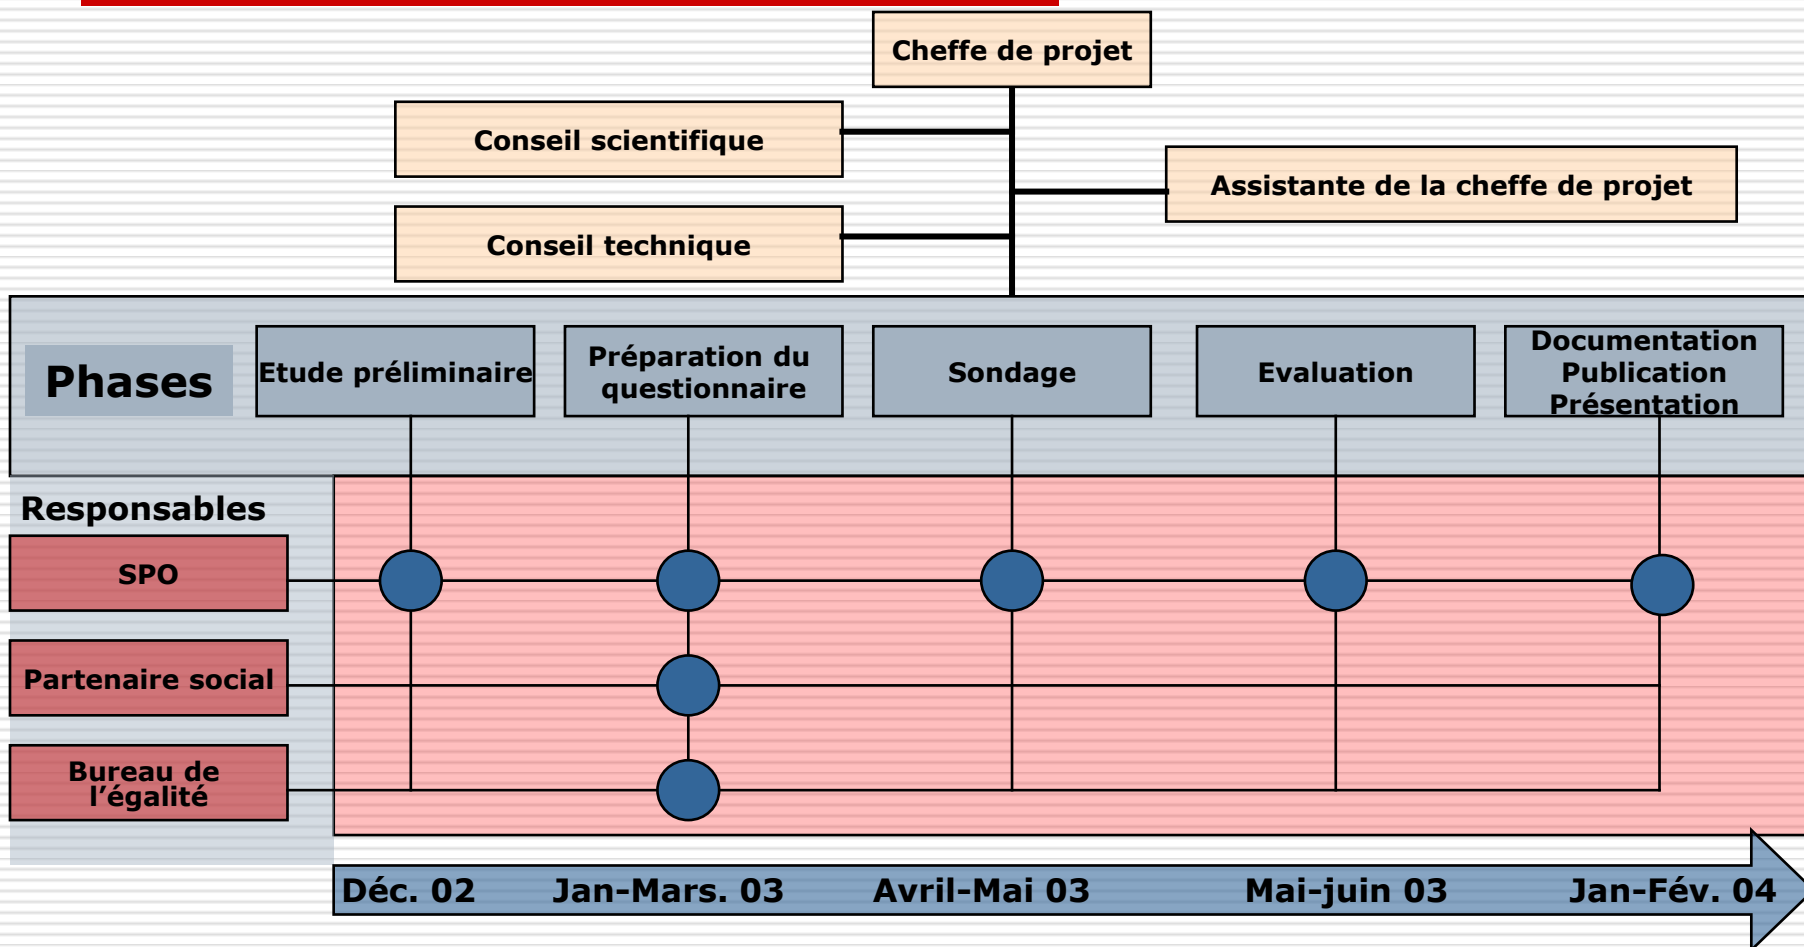 Cheffe de projet
Conseil scientifique
Assistante de la cheffe de projet
Conseil technique
Phases
Etude préliminaire
Préparation du
questionnaire
Sondage
Evaluation
Documentation
Publication
Présentation
Responsables
SPO
Partenaire social
Bureau de
l’égalité
Déc. 02
Jan-Mars. 03
Avril-Mai 03
Mai-juin 03
Jan-Fév. 04